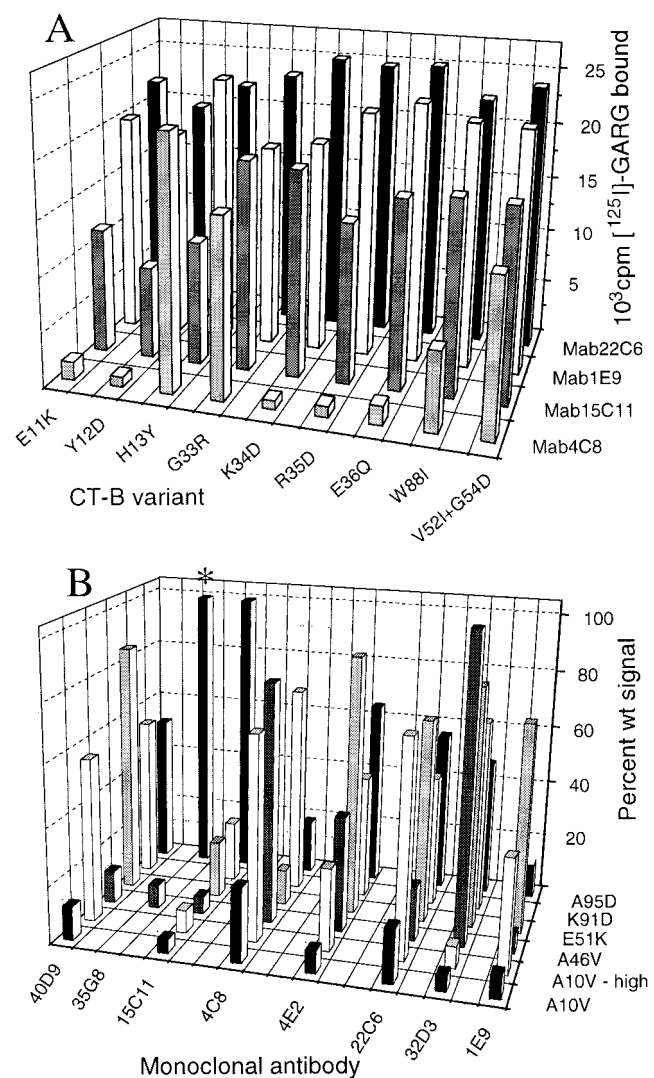 A
25
20
15
10
5
10³cpm [¹²⁵I]-GARG bound
Mab22C6
Mab1E9
Mab15C11
Mab4C8
E11K
Y12D
H13Y
G33R
K34D
R35D
E36Q
W88I
V52I+G54D
CT-B variant
B
*
100
80
60
40
20
Percent wt signal
A95D
K91D
E51K
A46V
A10V - high
A10V
40D9
35G8
15C11
4C8
4E2
22C6
32D3
1E9
Monoclonal antibody